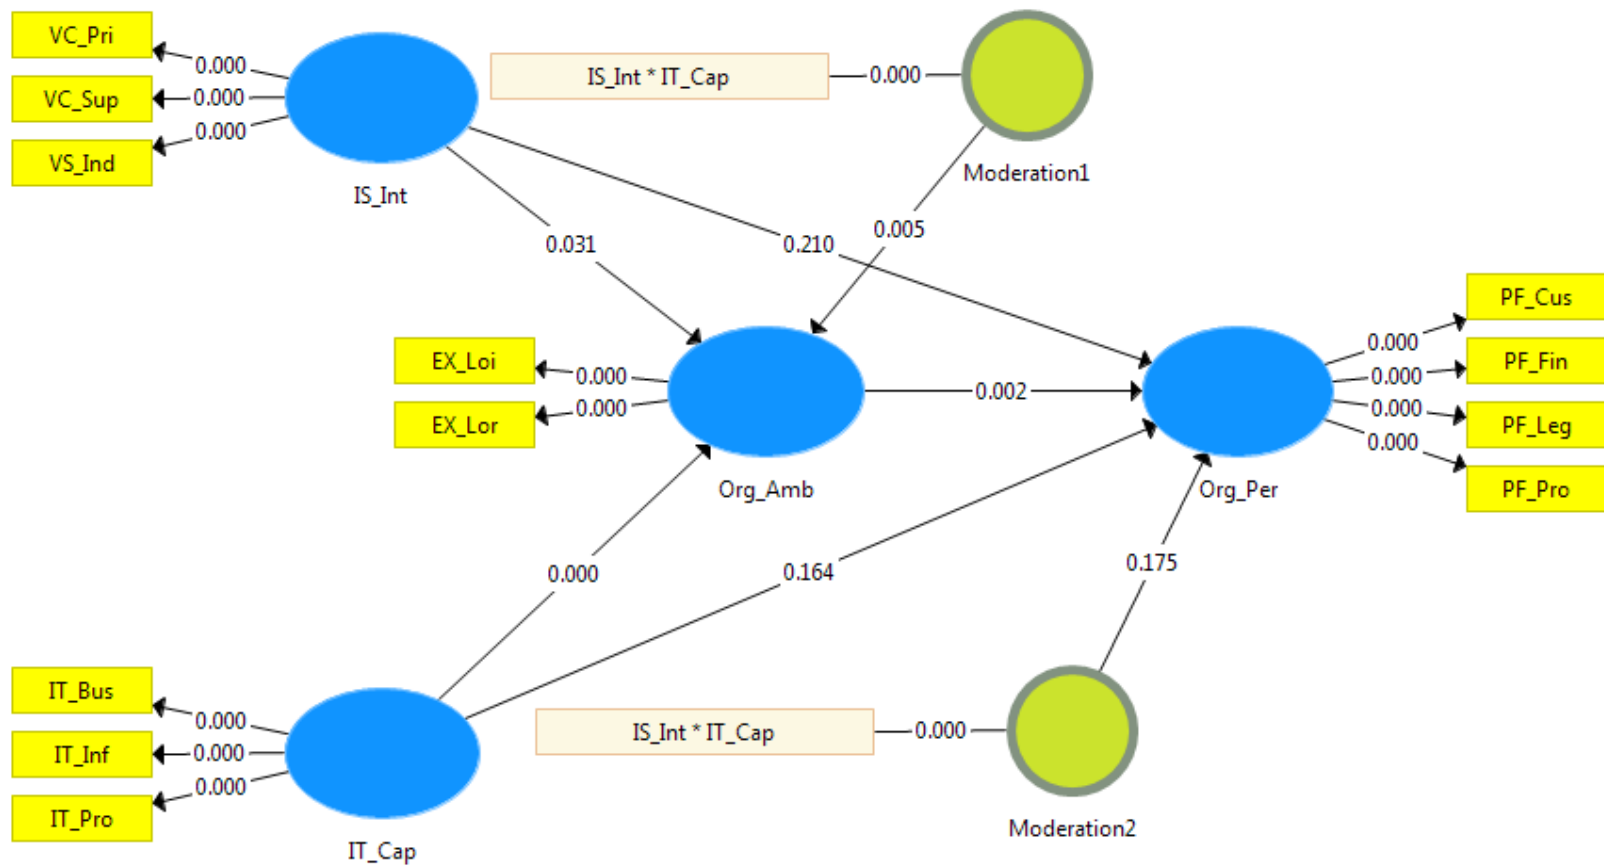 VC_Pri
0.000
VC_Sup
0.000
0.000
VS_Ind
IS_Int
IS_Int * IT_Cap
0.000
Moderation1
0.031
0.210
0.005
EX_Loi
0.000
EX_Lor
0.000
Org_Amb
0.002
Org_Per
PF_Cus
0.000
PF_Fin
0.000
PF_Leg
0.000
PF_Pro
0.000
0.000
0.164
0.175
IT_Bus
0.000
IT_Inf
0.000
IT_Pro
0.000
IT_Cap
IS_Int * IT_Cap
0.000
Moderation2